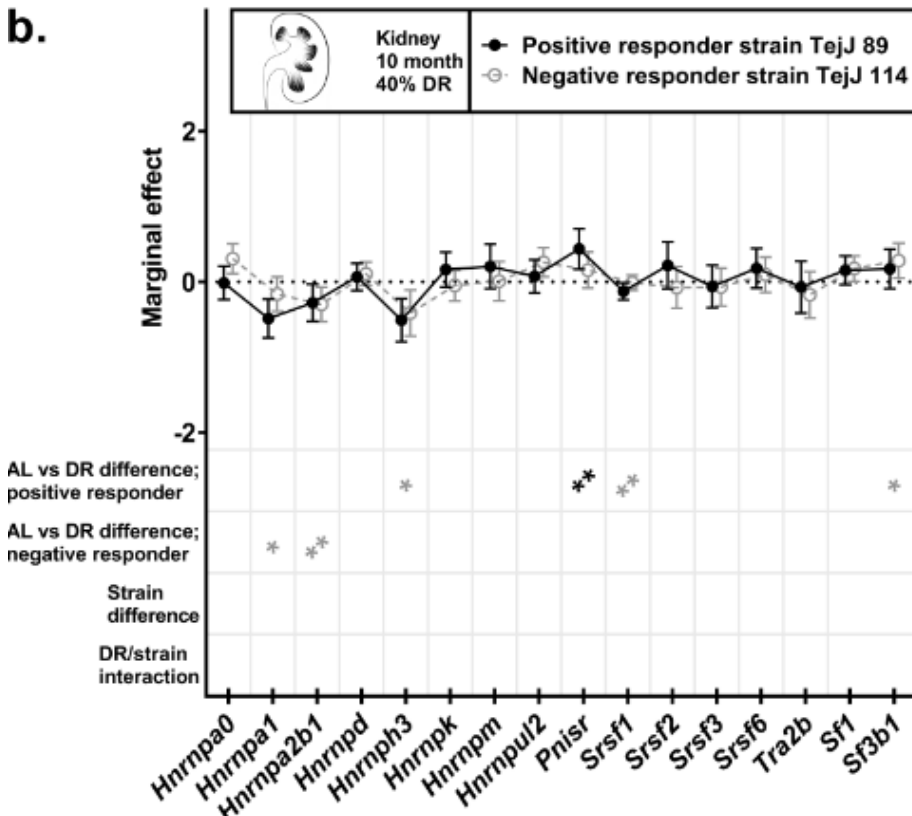 b.
Kidney
10 month
40% DR
Positive responder strain TejJ 89
Negative responder strain TejJ 114
Marginal effect
2
0
-2
AL vs DR difference;
positive responder
* ** ** *
AL vs DR difference;
negative responder
* **
Strain
difference
DR/strain
interaction
Hnrnpa0
Hnrnpa1
Hnrnpa2b1
Hnrnpd
Hnrnph3
Hnrnpk
Hnrnpm
Hnrnpul2
Pnisr
Srsf1
Srsf2
Srsf3
Srsf6
Tra2b
Sf1
Sf3b1